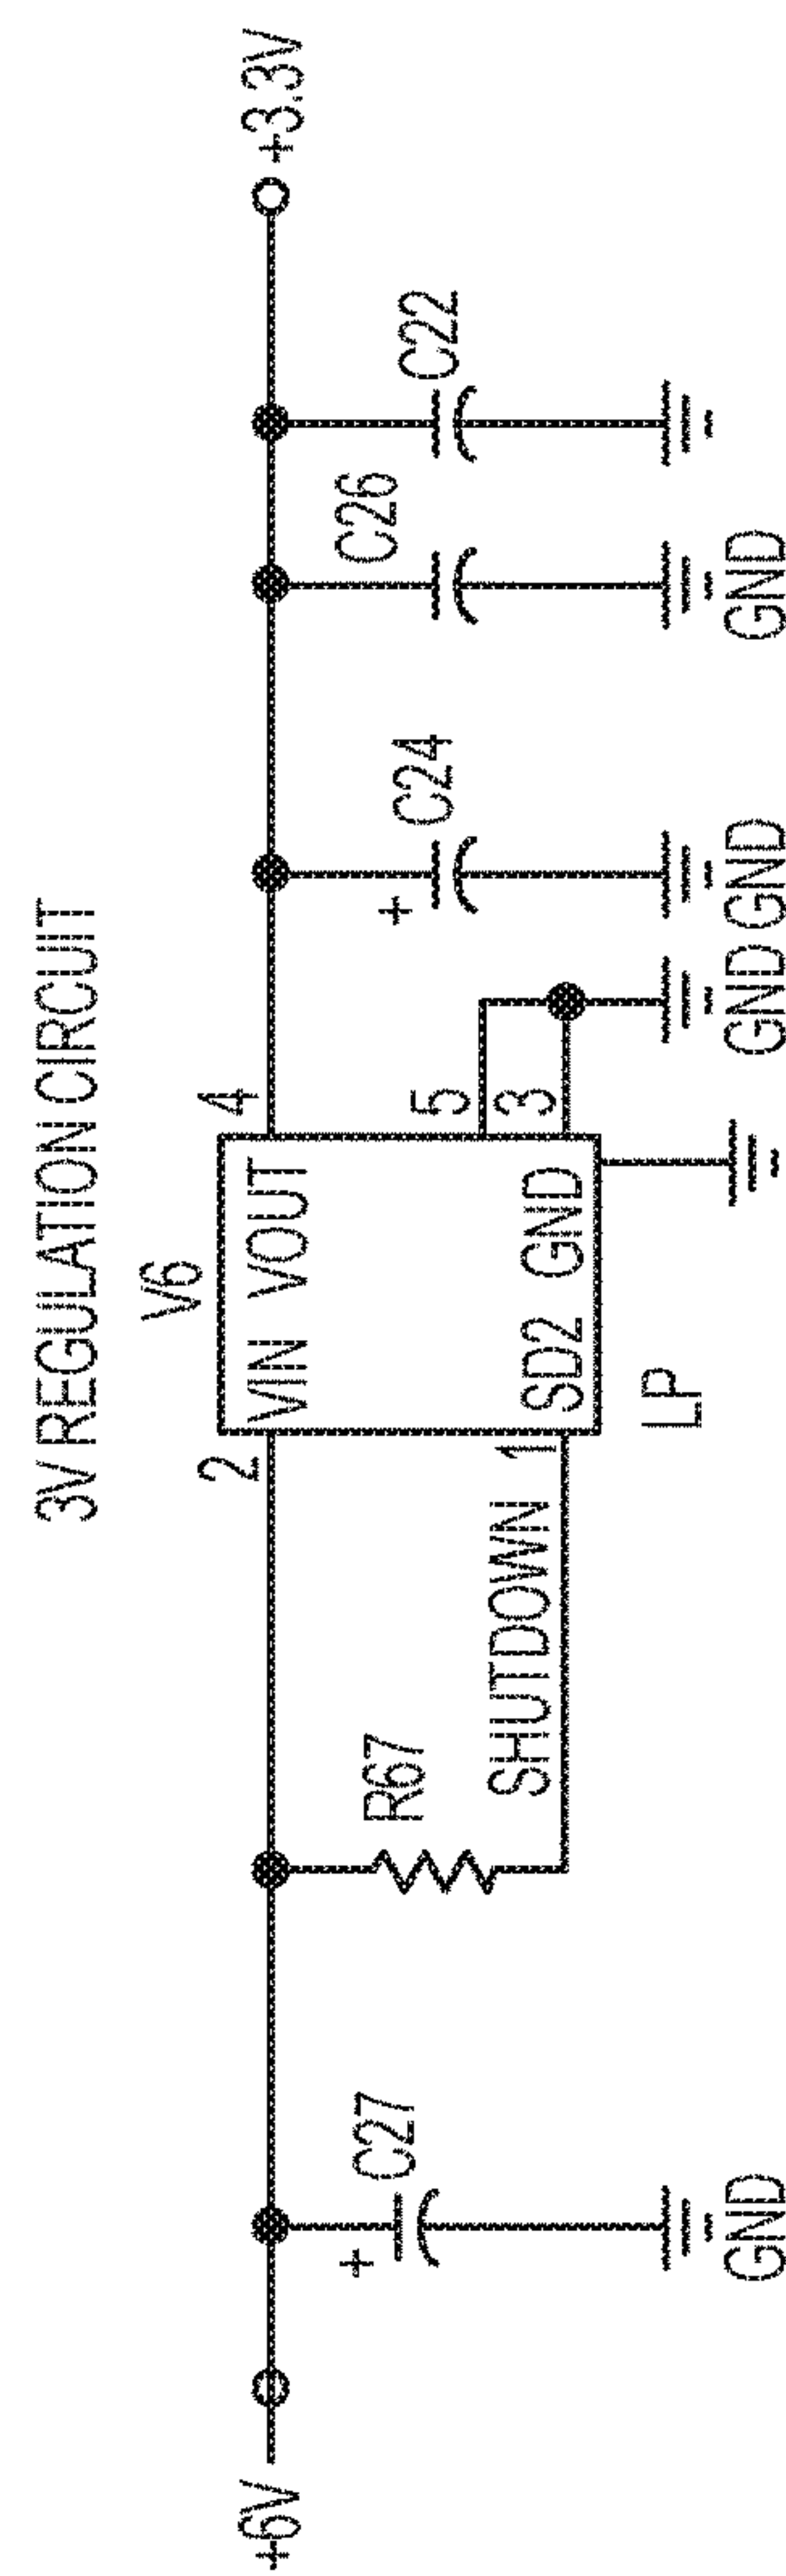 3V REGULATION CIRCUIT
V6
+6V
2
VIN VOUT
4
+3.3V
C27
+
R67
SHUTDOWN
1
SD2 GND
5
3
+
C24
C26
C22
LP
GND
GND
GND
GND